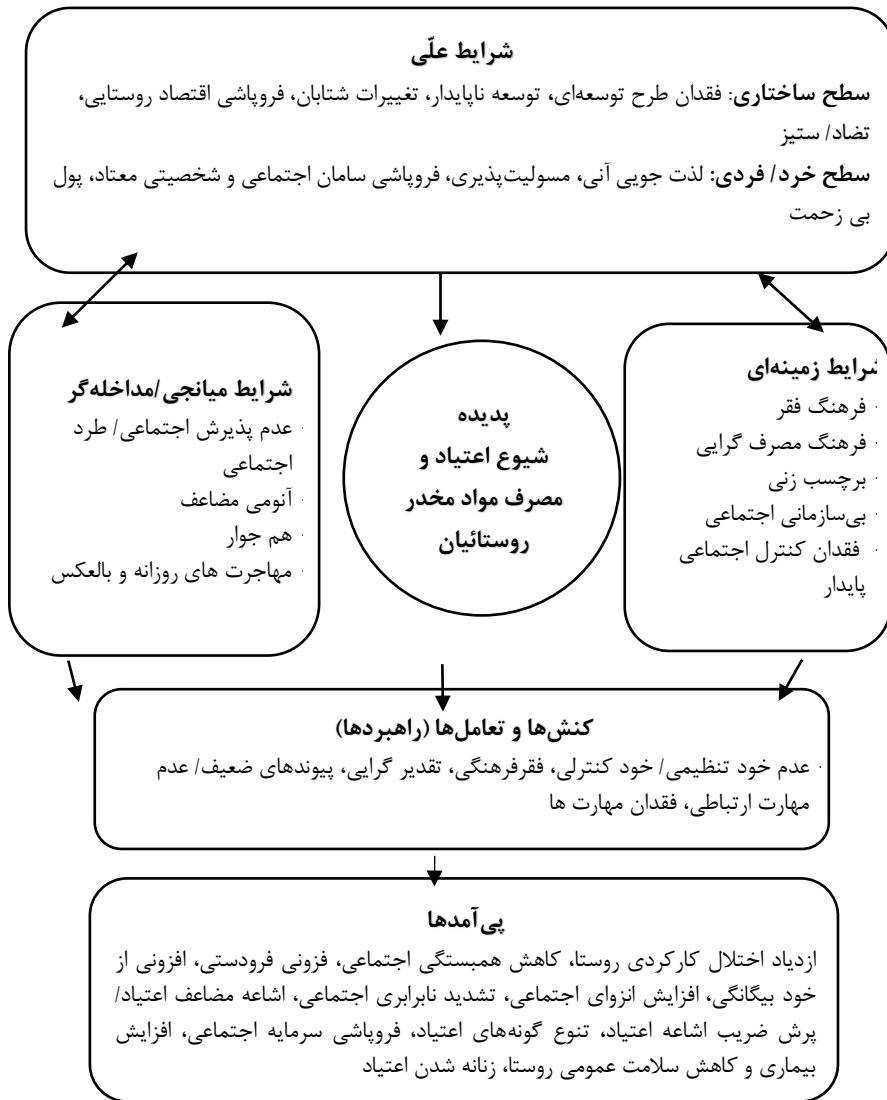 شرایط علّی
سطح ساختاری: فقدان طرح توسعه‌ای، توسعه ناپایدار، تغییرات شتابان، فروپاشی اقتصاد روستایی،
تضاد/ ستیز
سطح خرد/ فردی: لذت جویی آنی، مسولیت‌پذیری، فروپاشی سامان اجتماعی و شخصیتی معتاد، پول
بی زحمت
شرایط زمینه‌ای
- فرهنگ فقر
- فرهنگ مصرف گرایی
- برچسب زنی
- بی‌سازمانی اجتماعی
- فقدان کنترل اجتماعی
پایدار
پدیده
شیوع اعتیاد و
مصرف مواد مخدر
روستائیان
شرایط میانجی/مداخله‌گر
عدم پذیرش اجتماعی/ طرد
اجتماعی
آنومی مضاعف
هم جوار
مهاجرت های روزانه و بالعکس
کنش‌ها و تعامل‌ها (راهبردها)
عدم خود تنظیمی/ خود کنترلی، فقرفرهنگی، تقدیر گرایی، پیوندهای ضعیف/ عدم
مهارت ارتباطی، فقدان مهارت ها
پی‌آمدها
ازدیاد اختلال کارکردی روستا، کاهش همبستگی اجتماعی، فزونی فرودستی، افزونی از
خود بیگانگی، افزایش انزوای اجتماعی، تشدید نابرابری اجتماعی، اشاعه مضاعف اعتیاد/
پرش ضریب اشاعه اعتیاد، تنوع گونه‌های اعتیاد، فروپاشی سرمایه اجتماعی، افزایش
بیماری و کاهش سلامت عمومی روستا، زنانه شدن اعتیاد